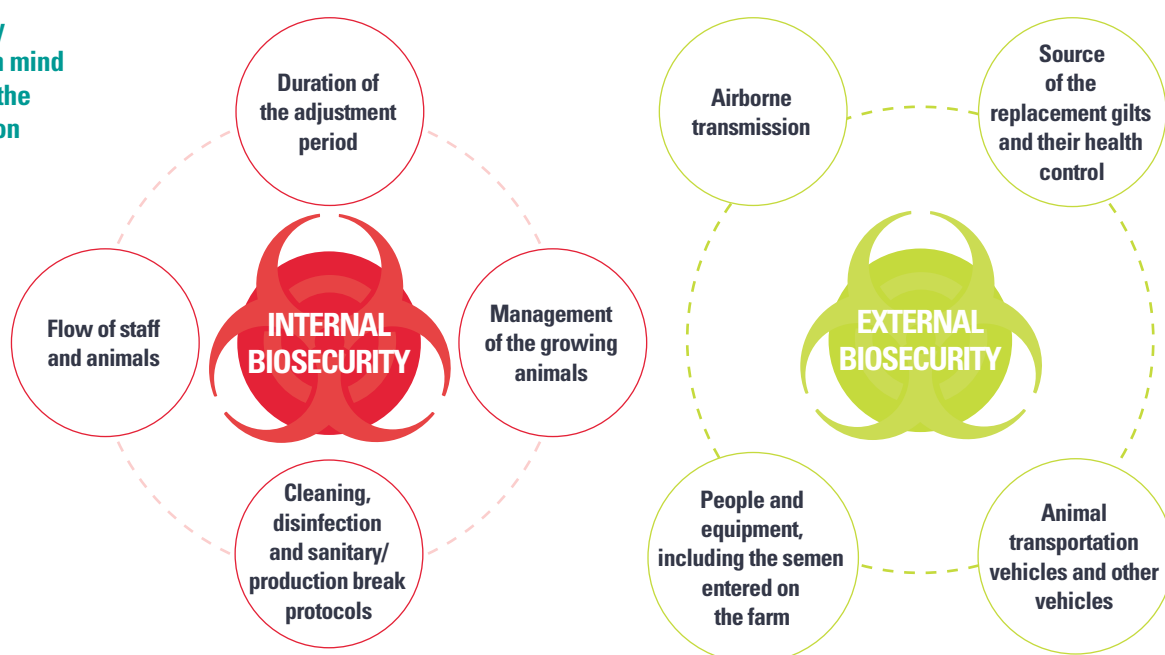 mind
the
Duration of
the adjustment
period
Flow of staff
and animals
INTERNAL
BIOSECURITY
Management
of the growing
animals
Cleaning,
disinfection
and sanitary/
production break
protocols
Airborne
transmission
Source
of the
replacement gilts
and their health
control
EXTERNAL
BIOSECURITY
People and
equipment,
including the semen
entered on
the farm
Animal
transportation
vehicles and other
vehicles